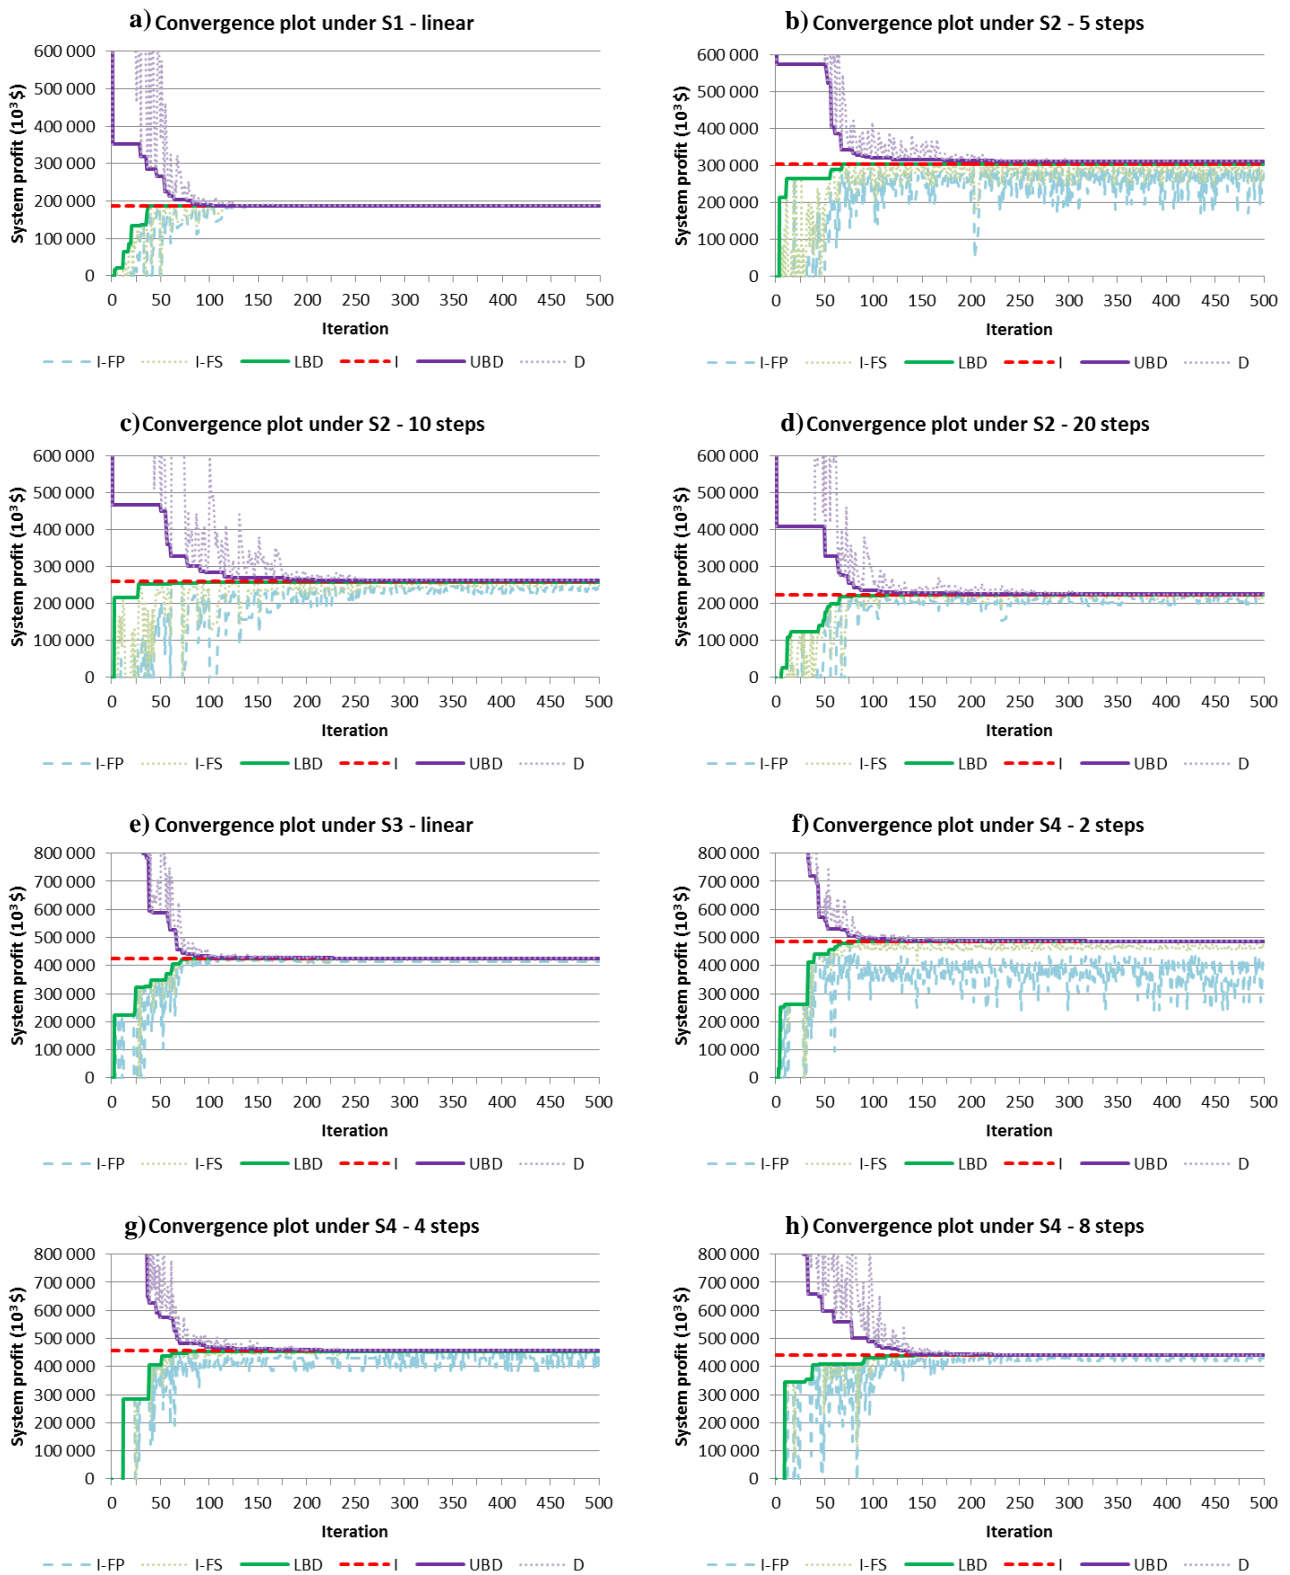 a) Convergence plot under S1 - linear
System profit (10³ $)
600 000
500 000
400 000
300 000
200 000
100 000
0
0 50 100 150 200 250 300 350 400 450 500
Iteration
I-FP I-FS LBD I UBD D
b) Convergence plot under S2 - 5 steps
System profit (10³ $)
600 000
500 000
400 000
300 000
200 000
100 000
0
0 50 100 150 200 250 300 350 400 450 500
Iteration
I-FP I-FS LBD I UBD D
c) Convergence plot under S2 - 10 steps
System profit (10³ $)
600 000
500 000
400 000
300 000
200 000
100 000
0
0 50 100 150 200 250 300 350 400 450 500
Iteration
I-FP I-FS LBD I UBD D
d) Convergence plot under S2 - 20 steps
System profit (10³ $)
600 000
500 000
400 000
300 000
200 000
100 000
0
0 50 100 150 200 250 300 350 400 450 500
Iteration
I-FP I-FS LBD I UBD D
e) Convergence plot under S3 - linear
System profit (10³ $)
800 000
700 000
600 000
500 000
400 000
300 000
200 000
100 000
0
0 50 100 150 200 250 300 350 400 450 500
Iteration
I-FP I-FS LBD I UBD D
f) Convergence plot under S4 - 2 steps
System profit (10³ $)
800 000
700 000
600 000
500 000
400 000
300 000
200 000
100 000
0
0 50 100 150 200 250 300 350 400 450 500
Iteration
I-FP I-FS LBD I UBD D
g) Convergence plot under S4 - 4 steps
System profit (10³ $)
800 000
700 000
600 000
500 000
400 000
300 000
200 000
100 000
0
0 50 100 150 200 250 300 350 400 450 500
Iteration
I-FP I-FS LBD I UBD D
h) Convergence plot under S4 - 8 steps
System profit (10³ $)
800 000
700 000
600 000
500 000
400 000
300 000
200 000
100 000
0
0 50 100 150 200 250 300 350 400 450 500
Iteration
I-FP I-FS LBD I UBD D